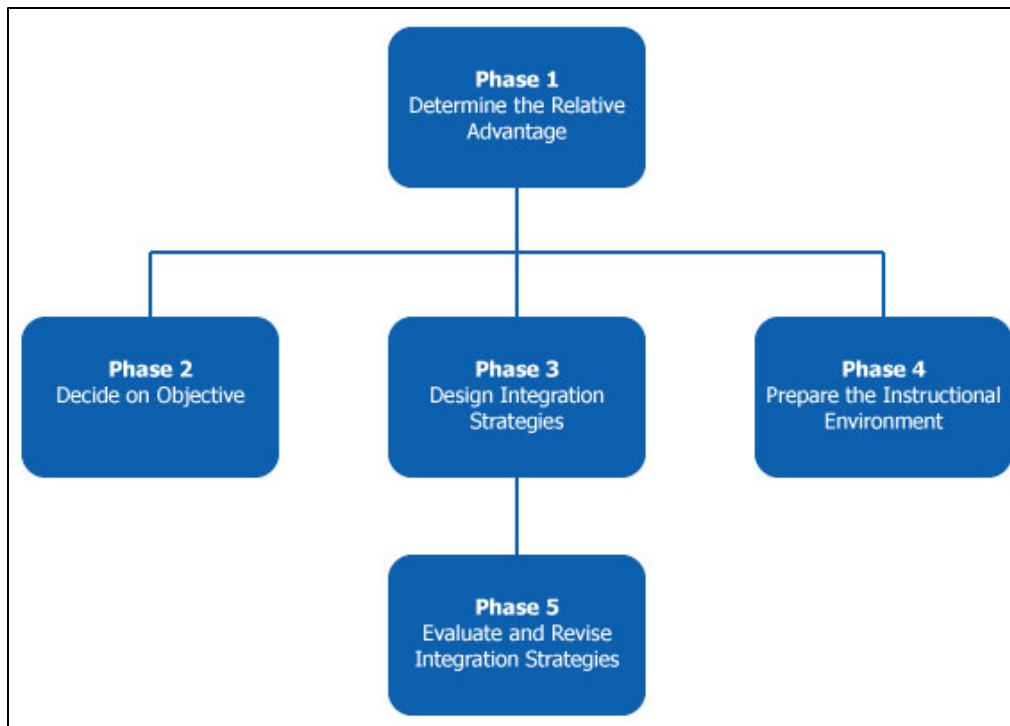 Phase 1
Determine the Relative
Advantage
Phase 2
Decide on Objective
Phase 3
Design Integration
Strategies
Phase 4
Prepare the Instructional
Environment
Phase 5
Evaluate and Revise
Integration Strategies